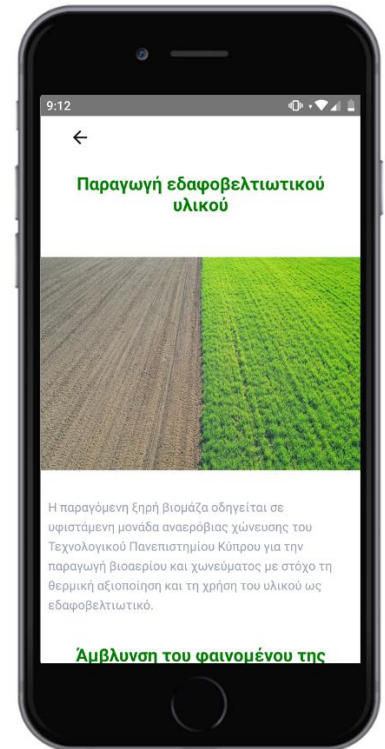 9:12
Παραγωγή εδαφοβελτιωτικού
υλικού
Η παραγόμενη ξηρή βιομάζα οδηγείται σε
υφιστάμενη μονάδα αναερόβιας χώνευσης του
Τεχνολογικού Πανεπιστημίου Κύπρου για την
παραγωγή βιοαερίου και χωνεύματος με στόχο τη
θερμική αξιοποίηση και τη χρήση του υλικού ως
εδαφοβελτιωτικό.
Άμβλυνση του φαινομένου της